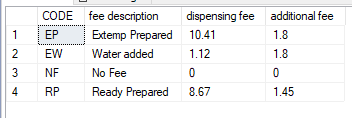 CODE fee description dispensing fee additional fee
1 EP Extemp Prepared 10.41 1.8
2 EW Water added 1.12 1.8
3 NF No Fee 0 0
4 RP Ready Prepared 8.67 1.45